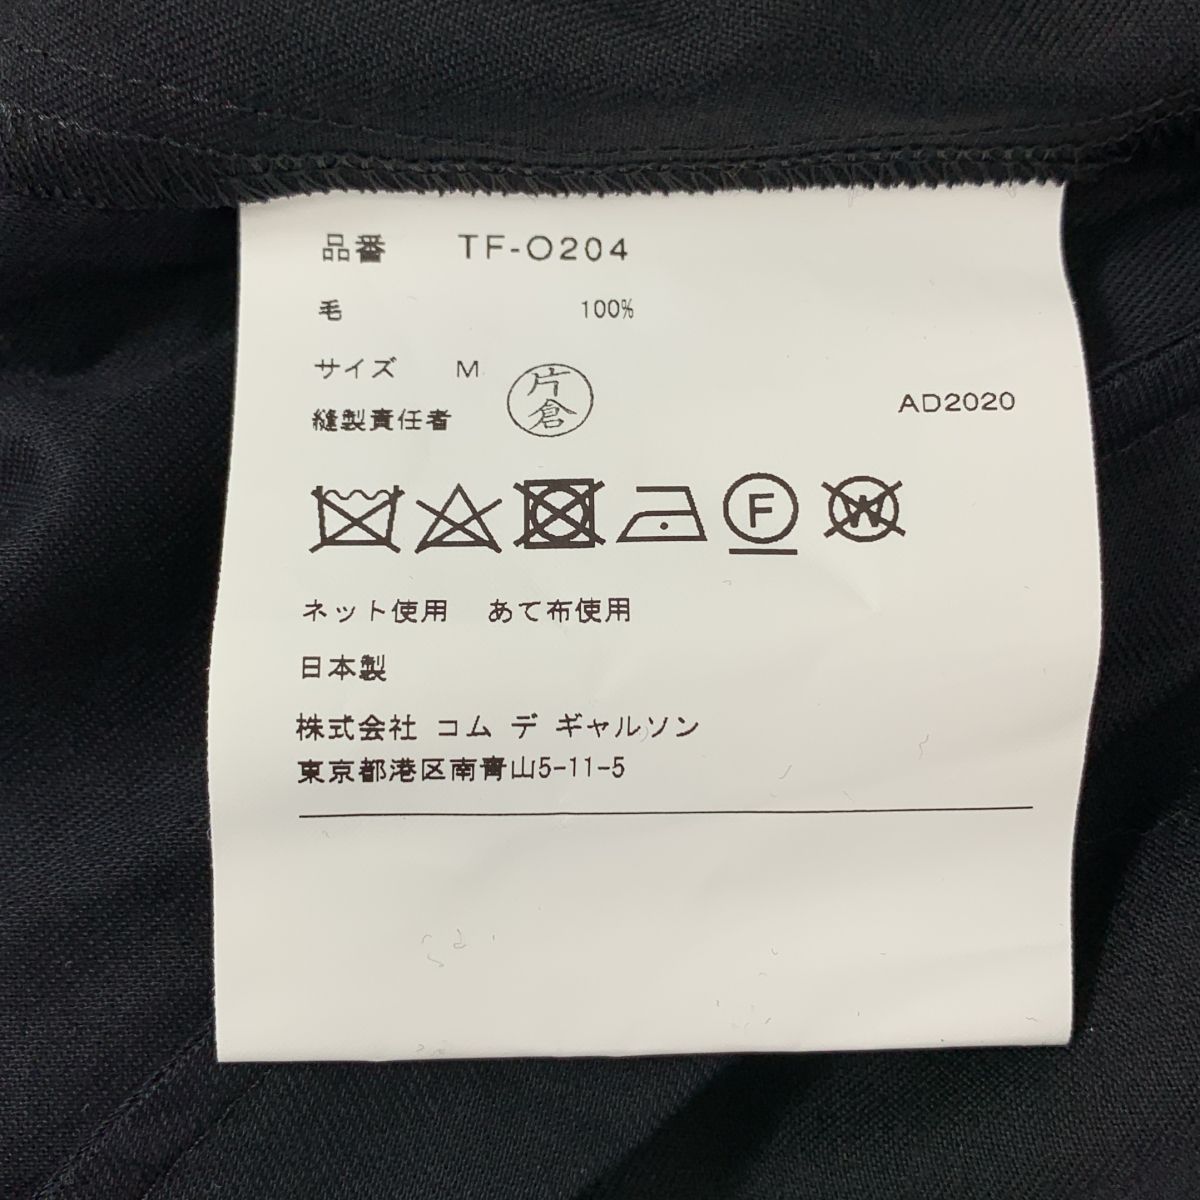 品番 TF-O204
毛 100%
サイズ M
縫製責任者 片倉
AD2020
F W
ネット使用 あて布使用
日本製
株式会社 コム デ ギャルソン
東京都港区南青山5-11-5